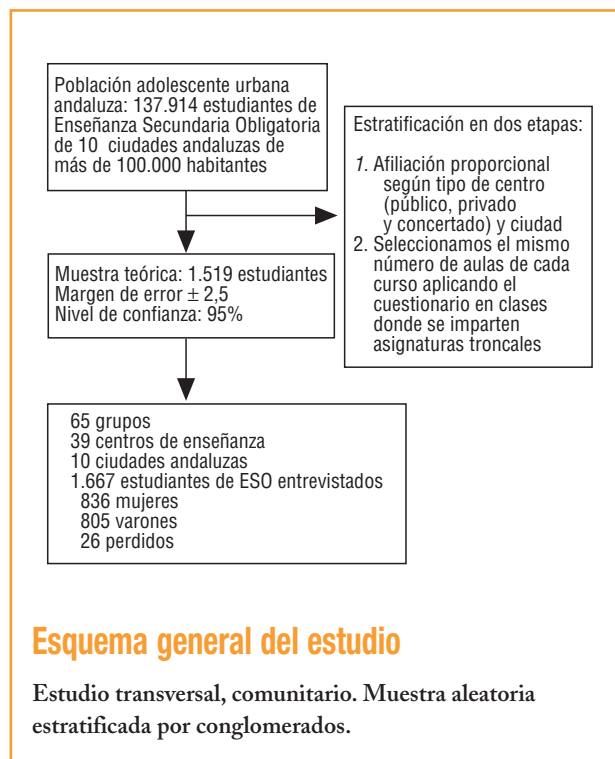 Población adolescente urbana
andaluza: 137.914 estudiantes de
Enseñanza Secundaria Obligatoria
de 10 ciudades andaluzas de
más de 100.000 habitantes
Estratificación en dos etapas:
1. Afiliación proporcional
según tipo de centro
(público, privado
y concertado) y ciudad
2. Seleccionamos el mismo
número de aulas de cada
curso aplicando el
cuestionario en clases
donde se imparten
asignaturas troncales
Muestra teórica: 1.519 estudiantes
Margen de error ± 2,5
Nivel de confianza: 95%
65 grupos
39 centros de enseñanza
10 ciudades andaluzas
1.667 estudiantes de ESO entrevistados
836 mujeres
805 varones
26 perdidos
Esquema general del estudio
Estudio transversal, comunitario. Muestra aleatoria
estratificada por conglomerados.